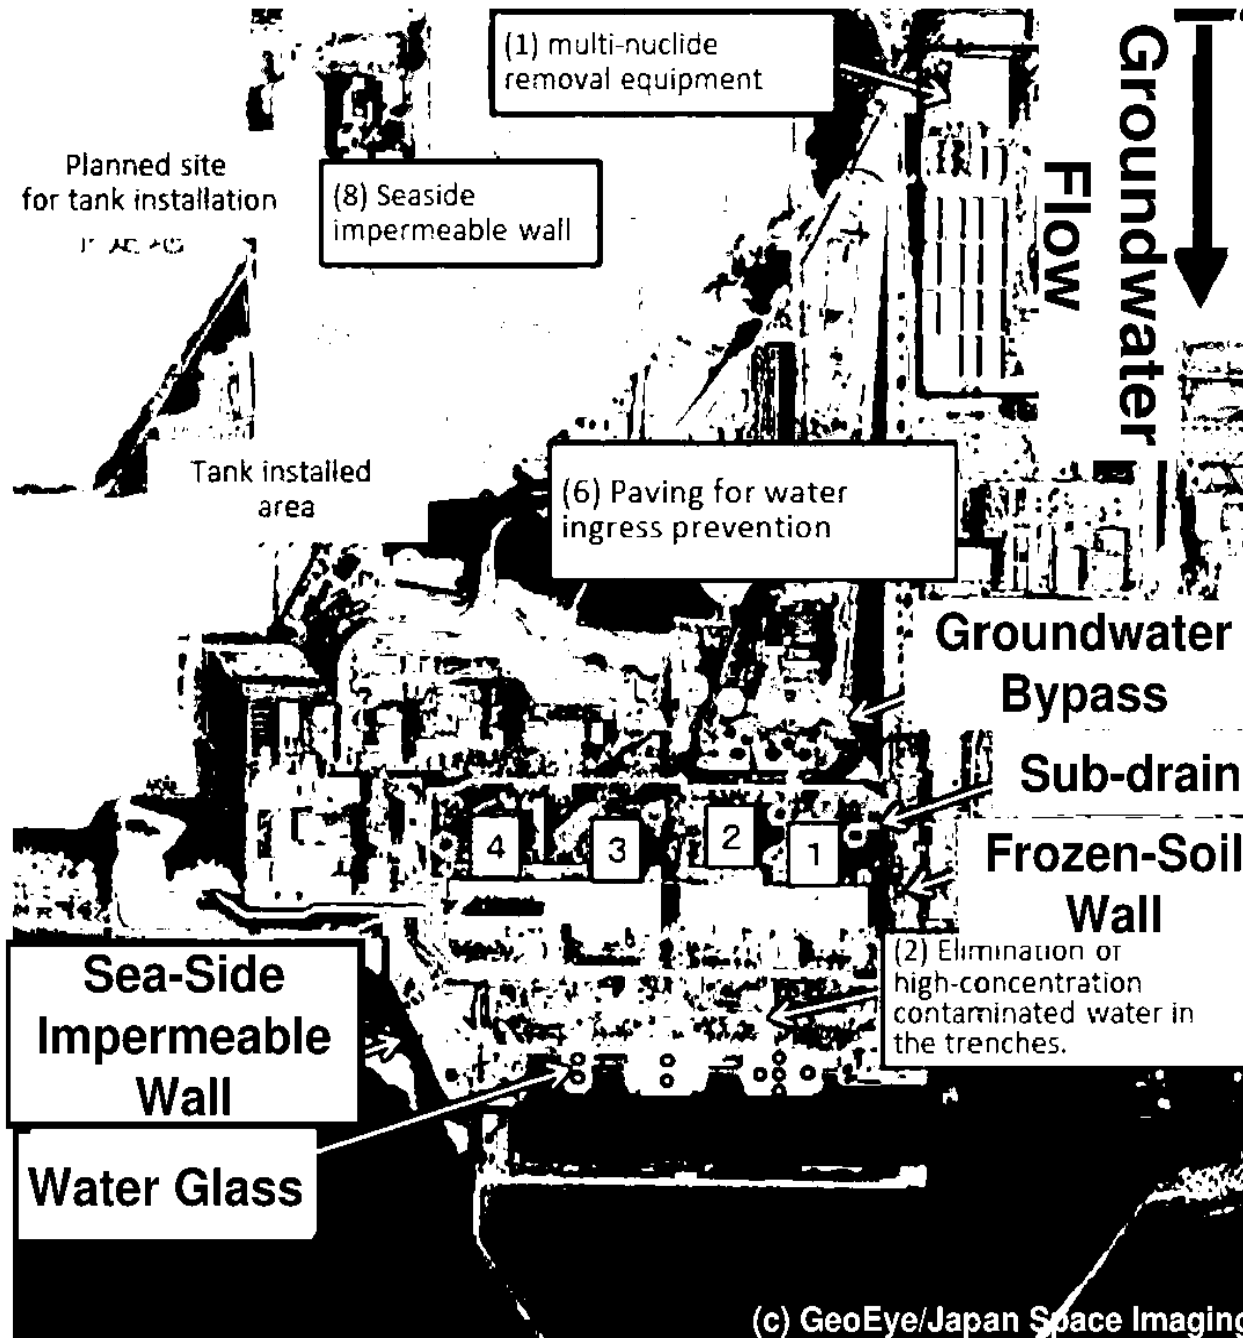 (1) multi-nuclide
removal equipment
Groundwater
Flow
Planned site
for tank installation
(8) Seaside
impermeable wall
Tank installed
area
(6) Paving for water
ingress prevention
Groundwater
Bypass
Sub-drain
4
3
2
1
Frozen-Soil
Wall
(2) Elimination of
high-concentration
contaminated water in
the trenches.
Sea-Side
Impermeable
Wall
Water Glass
(c) GeoEye/Japan Space Imaging